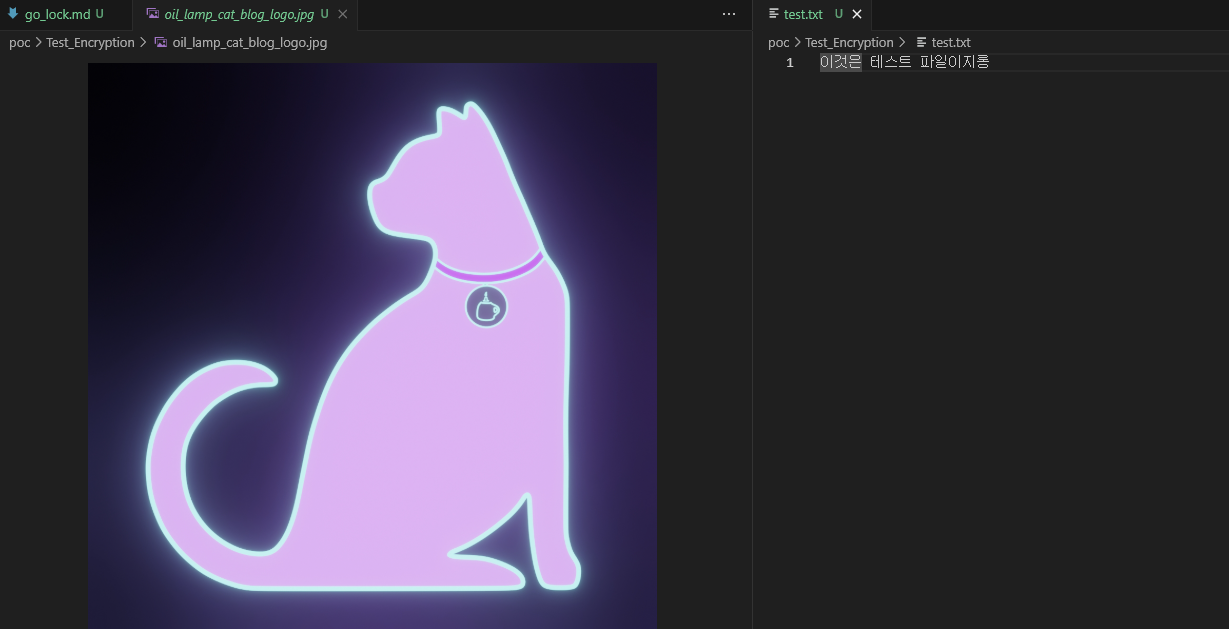 go_lock.md U
oil_lamp_cat_blog_logo.jpg U
poc > Test_Encryption > oil_lamp_cat_blog_logo.jpg
test.txt U
poc > Test_Encryption > test.txt
1 이것은 테스트 파일이지롱